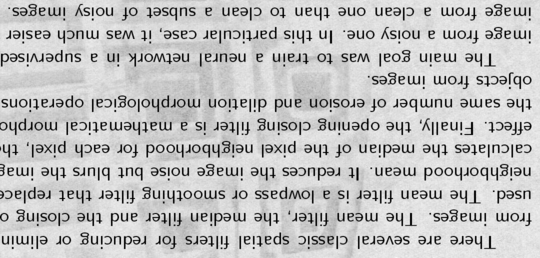 There are several classic spatial filters for reducing or elimin
from images. The mean filter, the median filter and the closing o
used. The mean filter is a lowpass or smoothing filter that replace
neighborhood mean. It reduces the image noise but blurs the imag
calculates the median of the pixel neighborhood for each pixel, th
effect. Finally, the opening closing filter is a mathematical morpho
the same number of erosion and dilation morphological operations
objects from images.
The main goal was to train a neural network in a supervised
image from a noisy one. In this particular case, it was much easier
image from a clean one than to clean a subset of noisy images.